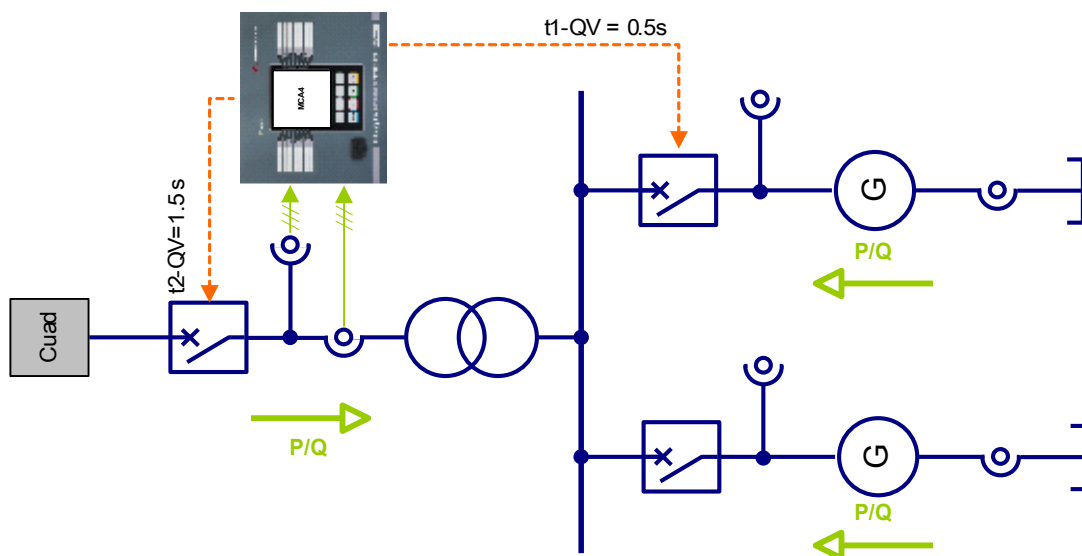 t1-QV = 0.5s
MCA4
t2-QV=1.5 s
G
P/Q
Cuad
P/Q
G
P/Q